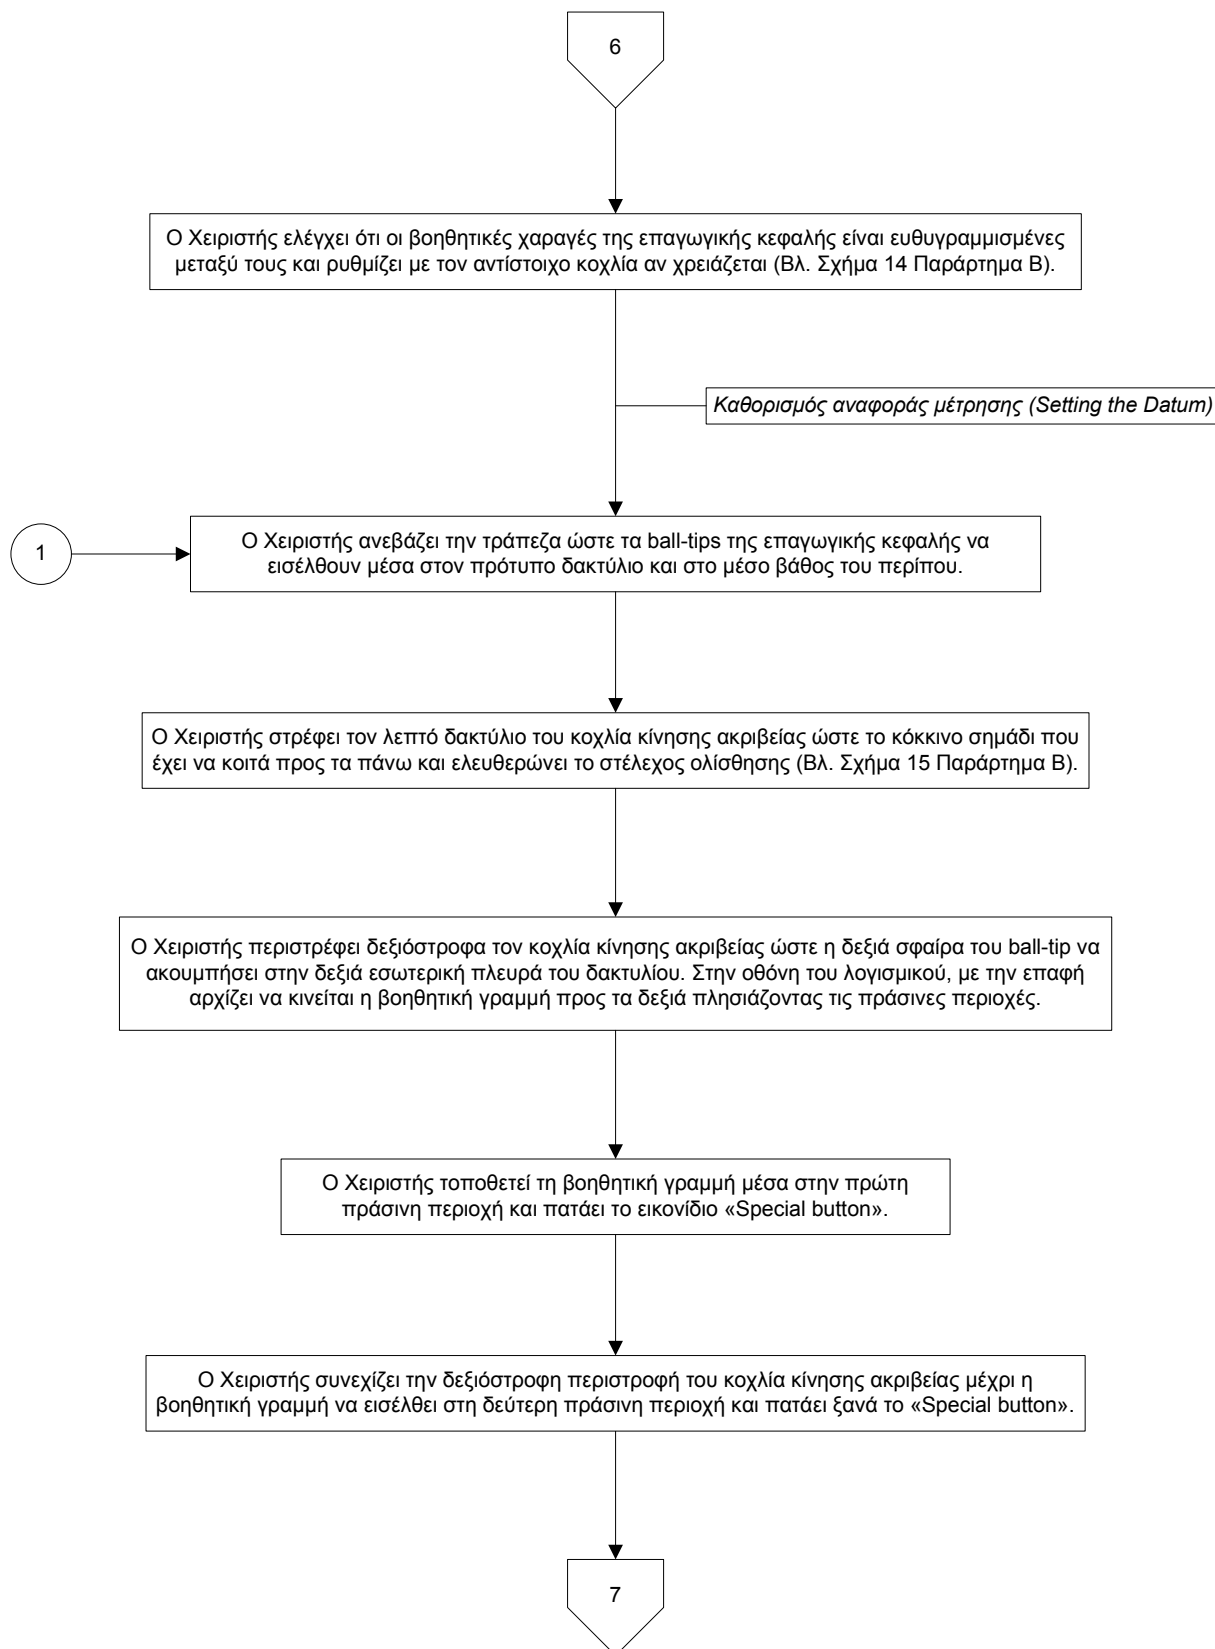 6
Ο Χειριστής ελέγχει ότι οι βοηθητικές χαραγές της επαγωγικής κεφαλής είναι ευθυγραμμισμένες
μεταξύ τους και ρυθμίζει με τον αντίστοιχο κοχλία αν χρειάζεται (Βλ. Σχήμα 14 Παράρτημα Β).
Καθορισμός αναφοράς μέτρησης (Setting the Datum)
1
Ο Χειριστής ανεβάζει την τράπεζα ώστε τα ball-tips της επαγωγικής κεφαλής να
εισέλθουν μέσα στον πρότυπο δακτύλιο και στο μέσο βάθος του περίπου.
Ο Χειριστής στρέφει τον λεπτό δακτύλιο του κοχλία κίνησης ακριβείας ώστε το κόκκινο σημάδι που
έχει να κοιτά προς τα πάνω και ελευθερώνει το στέλεχος ολίσθησης (Βλ. Σχήμα 15 Παράρτημα Β).
Ο Χειριστής περιστρέφει δεξιόστροφα τον κοχλία κίνησης ακριβείας ώστε η δεξιά σφαίρα του ball-tip να
ακουμπήσει στην δεξιά εσωτερική πλευρά του δακτυλίου. Στην οθόνη του λογισμικού, με την επαφή
αρχίζει να κινείται η βοηθητική γραμμή προς τα δεξιά πλησιάζοντας τις πράσινες περιοχές.
Ο Χειριστής τοποθετεί τη βοηθητική γραμμή μέσα στην πρώτη
πράσινη περιοχή και πατάει το εικονίδιο «Special button».
Ο Χειριστής συνεχίζει την δεξιόστροφη περιστροφή του κοχλία κίνησης ακριβείας μέχρι η
βοηθητική γραμμή να εισέλθει στη δεύτερη πράσινη περιοχή και πατάει ξανά το «Special button».
7